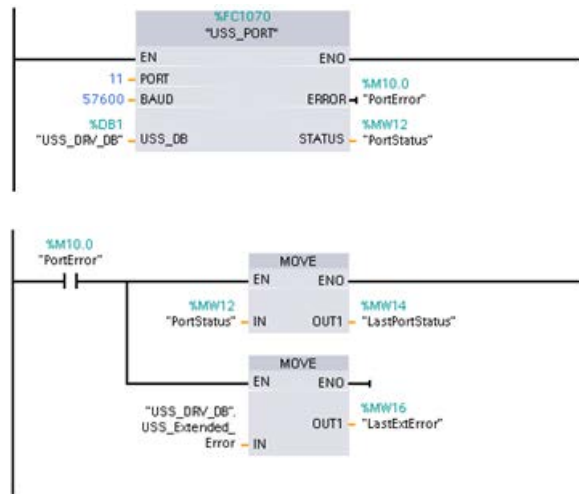 %FC1070
"USS_PORT"
EN ENO
11 PORT
57600 BAUD
%M10.0
ERROR "PortError"
%DB1
"USS_DRV_DB" USS_DB
%MW12
STATUS "PortStatus"
%M10.0
"PortError"
MOVE
EN ENO
%MW12
"PortStatus" IN
%MW14
OUT1 "LastPortStatus"
MOVE
EN ENO
"USS_DRV_DB".
USS_Extended_
Error IN
%MW16
OUT1 "LastExtError"